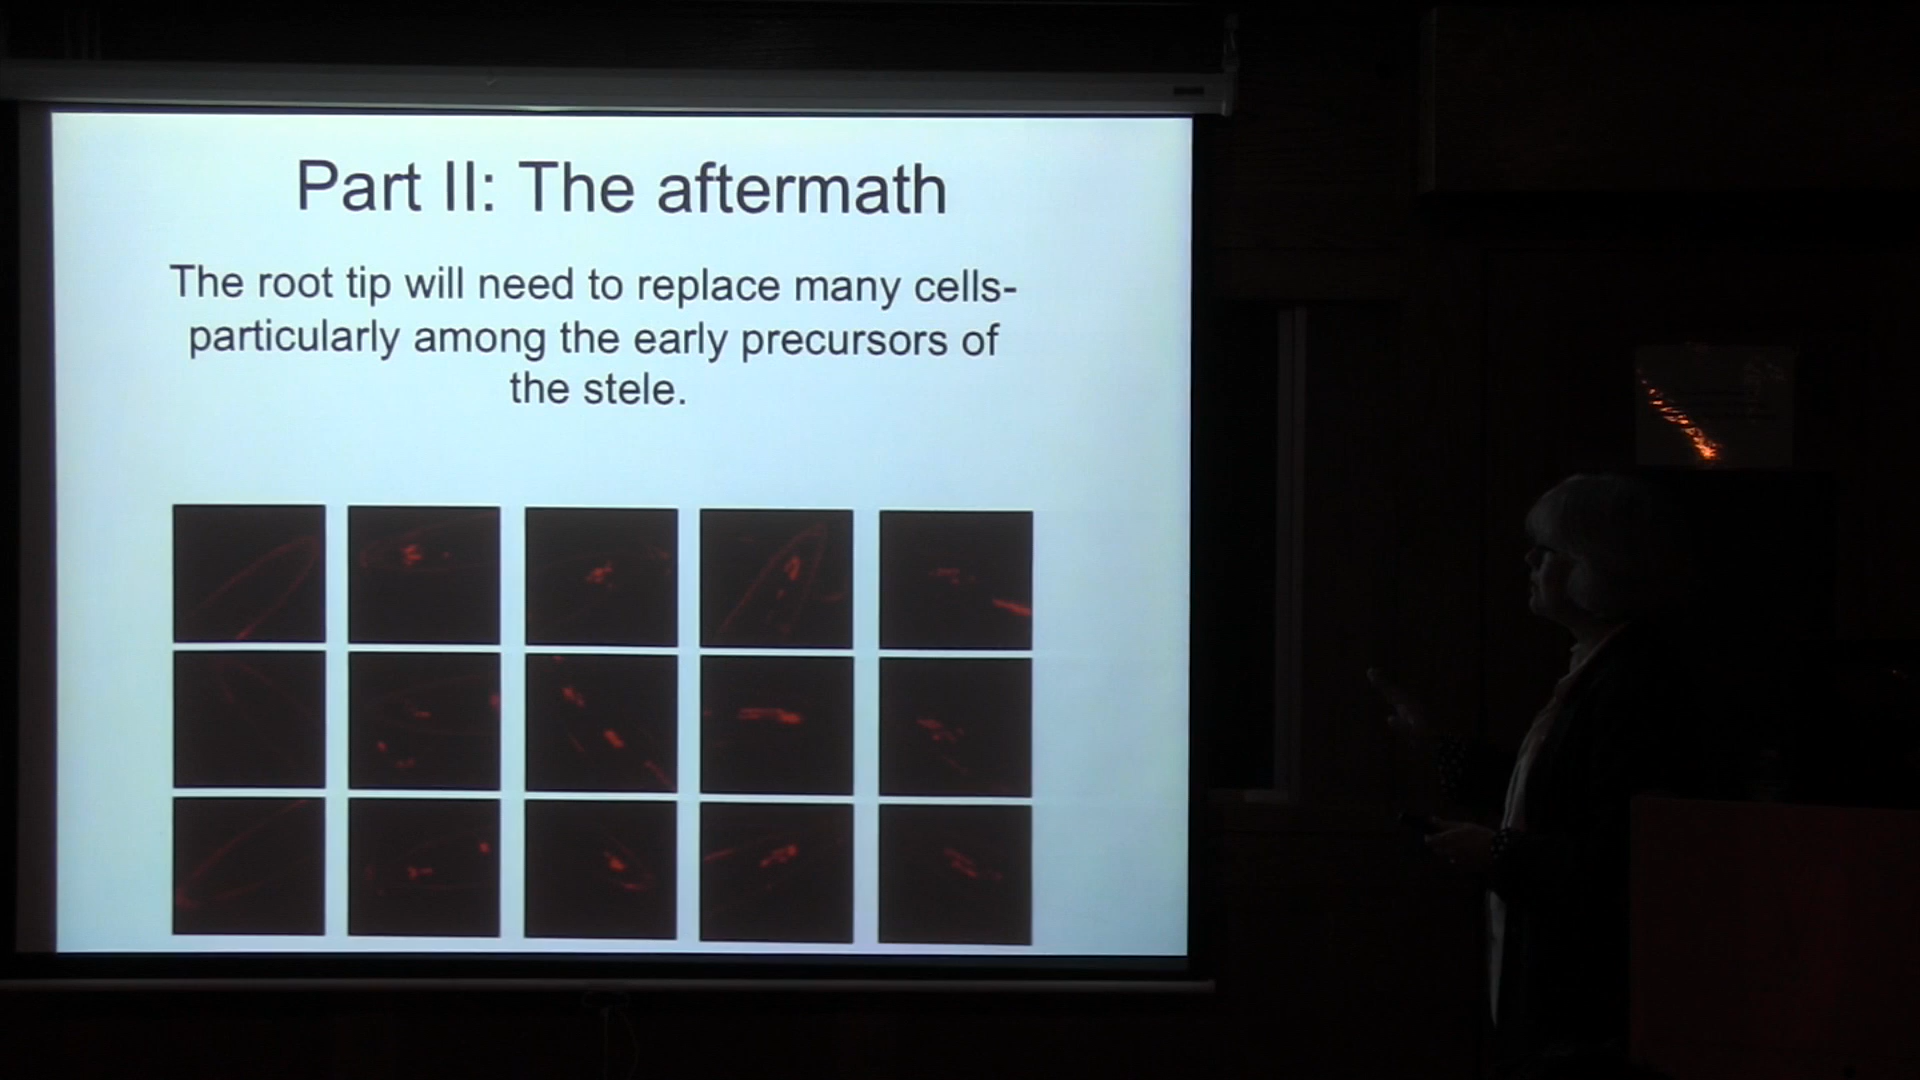 Part II: The aftermath
The root tip will need to replace many cells-
particularly among the early precursors of
the stele.